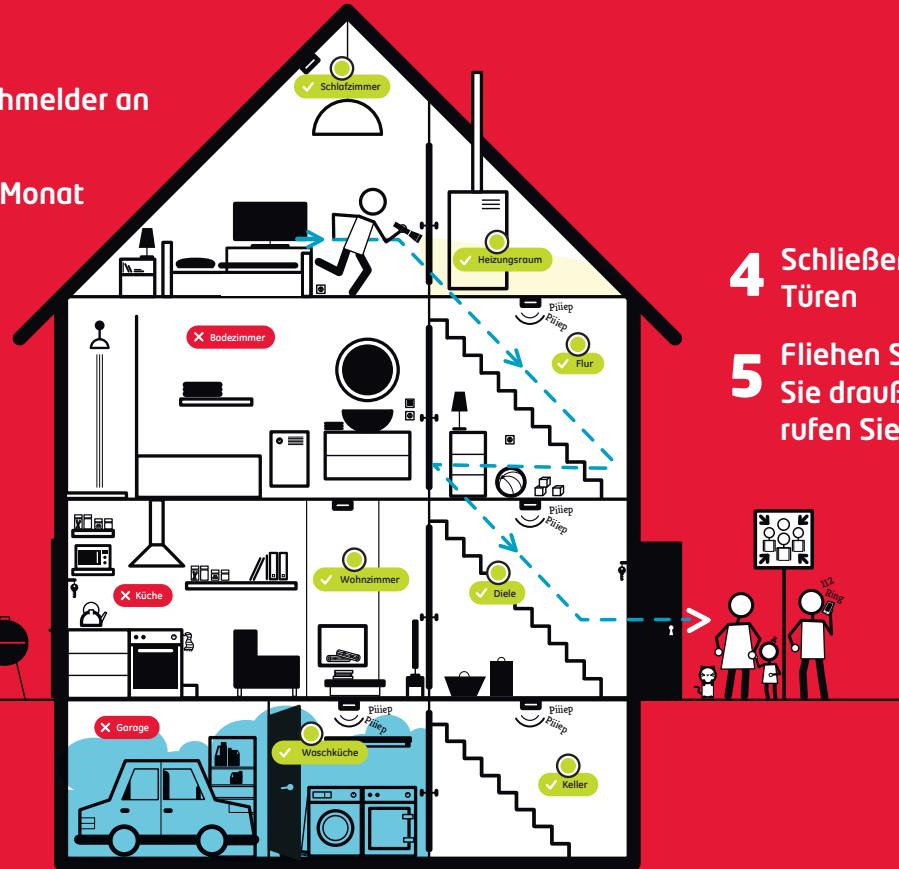 hmelder an
Monat
Schlafzimmer
Heizungsraum
4 Schließen
Türen
5 Fliehen S
Sie drauß
rufen Sie
Piiiep
Piiiep
Badezimmer
Flur
Piiiep
Piiiep
Wohnzimmer
Küche
Diele
112
Ring
Garage
Piiiep
Piiiep
Waschküche
Piiiep
Piiiep
Keller